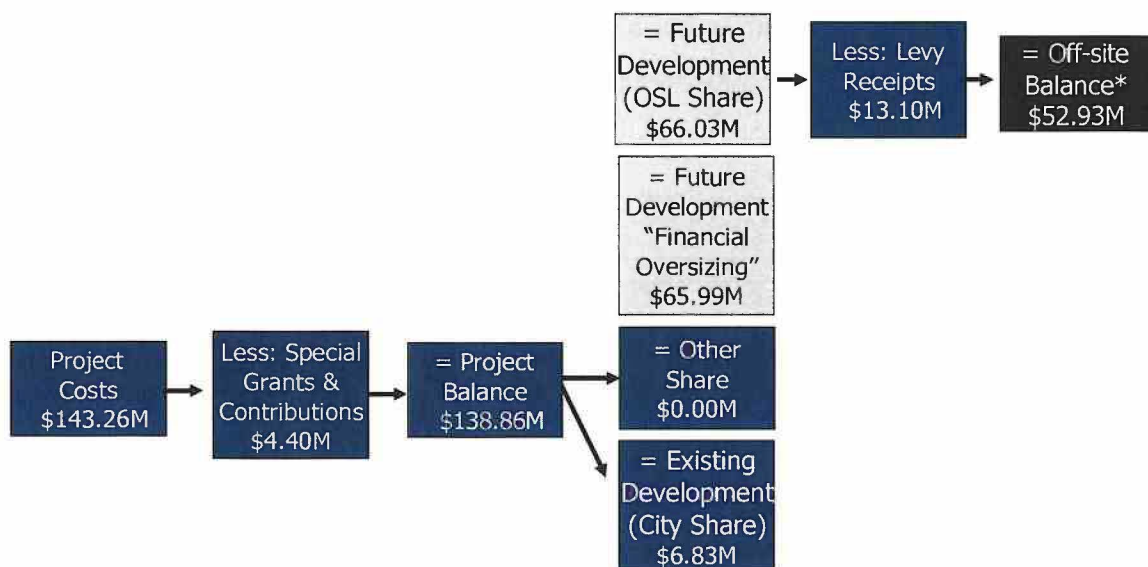 Project
Costs
$143.26M
Less: Special
Grants &
Contributions
$4.40M
= Project
Balance
$138.86M
= Future
Development
(OSL Share)
$66.03M
Less: Levy
Receipts
$13.10M
= Off-site
Balance*
$52.93M
= Future
Development
“Financial
Oversizing”
$65.99M
= Other
Share
$0.00M
= Existing
Development
(City Share)
$6.83M